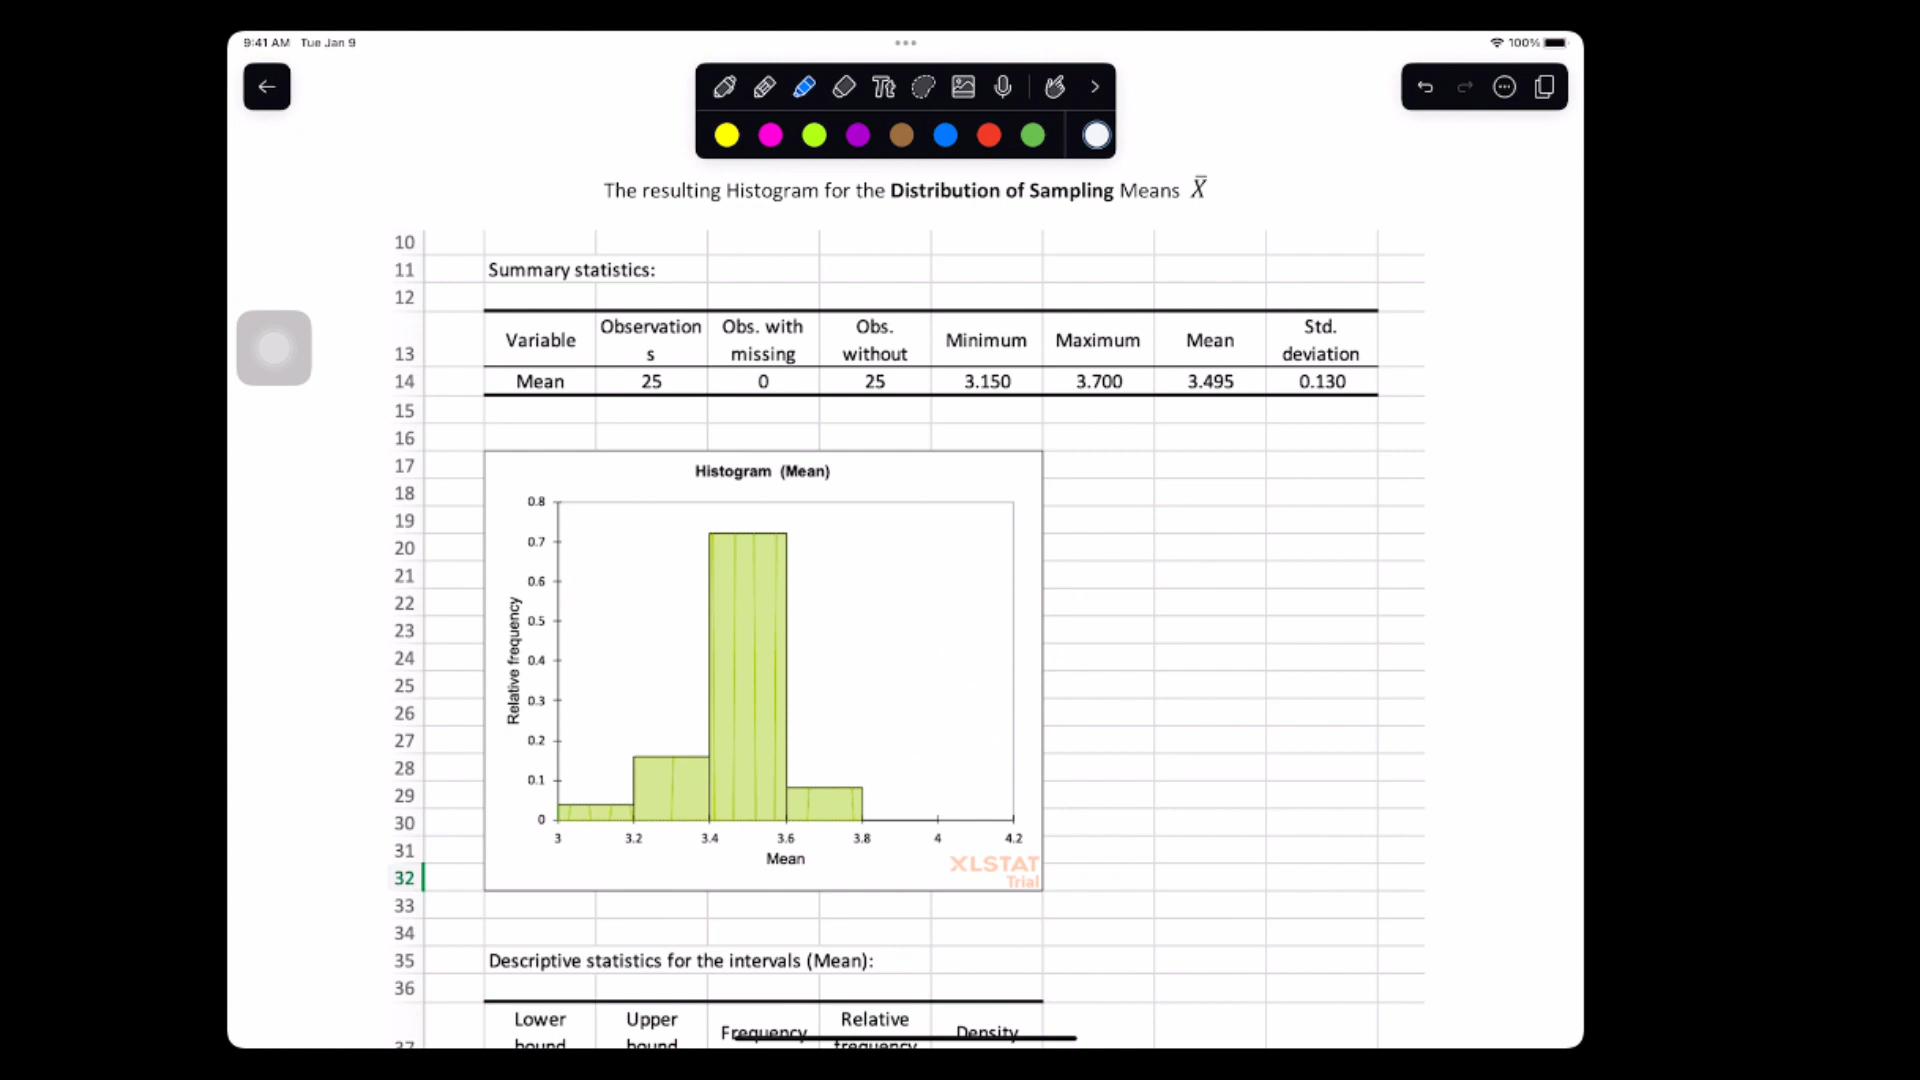 9:41 AM Tue Jan 9
100%
Tt
The resulting Histogram for the Distribution of Sampling Means X̄
10
11 Summary statistics:
12
13 Variable Observations Obs. with missing Obs. without Minimum Maximum Mean Std. deviation
14 Mean 25 0 25 3.150 3.700 3.495 0.130
15
16
17
18
19
20
21
22
23
24
25
26
27
28
29
30
31
32
33
34
35 Descriptive statistics for the intervals (Mean):
36
37 Lower bound Upper bound Frequency Relative frequency Density
Histogram (Mean)
Relative frequency
0.8
0.7
0.6
0.5
0.4
0.3
0.2
0.1
0
3 3.2 3.4 3.6 3.8 4 4.2
Mean
XLSTAT
Trial